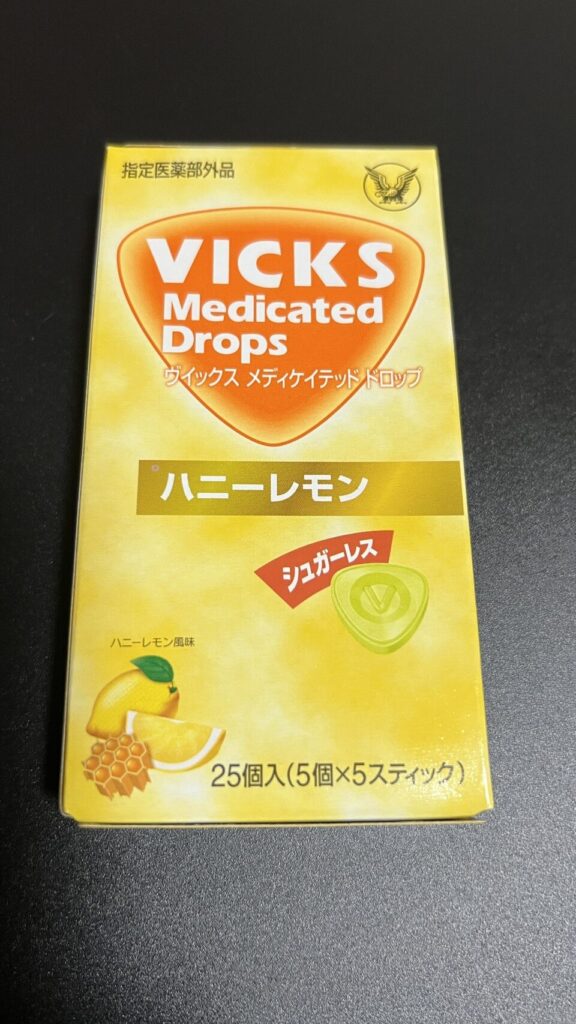 指定医薬部外品
VICKS
Medicated
Drops
ヴイックス メディケイテッド ドロップ
ハニーレモン
シュガーレス
V
ハニーレモン風味
25個入(5個×5スティック)